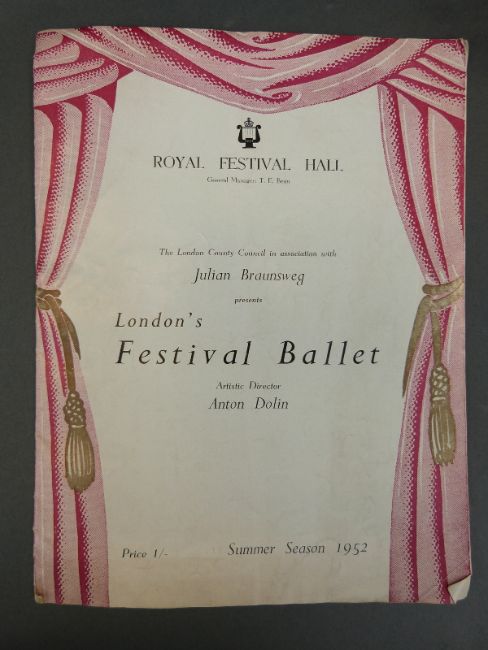 ROYAL FESTIVAL HALL
General Manager: T. E. Bean
The London County Council in association with
Julian Braunsweg
presents
London's
Festival Ballet
Artistic Director
Anton Dolin
Price 1/- Summer Season 1952